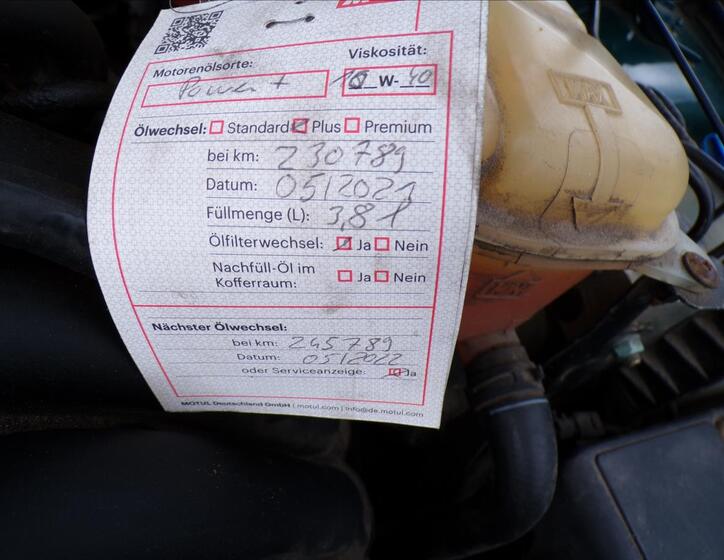 Viskosität:
Motorenölsorte:
Power + 10 W-40
Ölwechsel: Standard Plus Premium
bei km: 230789
Datum: 05/2021
Füllmenge (L): 3,8 l
Ölfilterwechsel: Ja Nein
Nachfüll-Öl im
Kofferraum: Ja Nein
Nächster Ölwechsel:
bei km: 245789
Datum: 05/2022
oder Serviceanzeige: Ja
MOTUL Deutschland GmbH | motul.com | info@de.motul.com